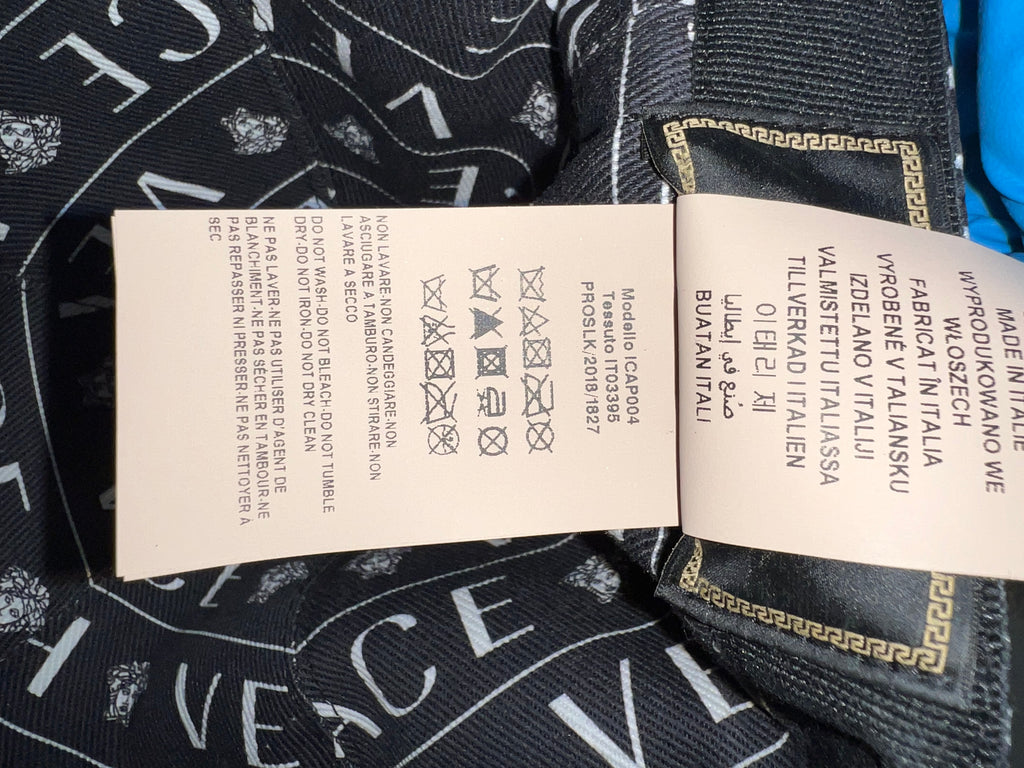 MADE IN ITALIE
WYPRODUKOWANO WE
WŁOSZECH
FABRICAT ÎN ITALIA
VYROBENÉ V TALIANSKU
IZDELANO V ITALIJI
VALMISTETTU ITALIASSA
TILLVERKAD I ITALIEN
이 태 리 제
صنع في إيطاليا
BUATAN ITALI
Modello ICAP004
Tessuto IT03395
PROSLK/2018/1827
NON LAVARE-NON CANDEGGIARE-NON
ASCIUGARE A TAMBURO-NON STIRARE-NON
LAVARE A SECCO
DO NOT WASH-DO NOT BLEACH-DO NOT TUMBLE
DRY-DO NOT IRON-DO NOT DRY CLEAN
NE PAS LAVER-NE PAS UTILISER D'AGENT DE
BLANCHIMENT-NE PAS SÉCHER EN TAMBOUR-NE
PAS REPASSER NI PRESSER-NE PAS NETTOYER À
SEC
CE
V
VE
VERCE
VE